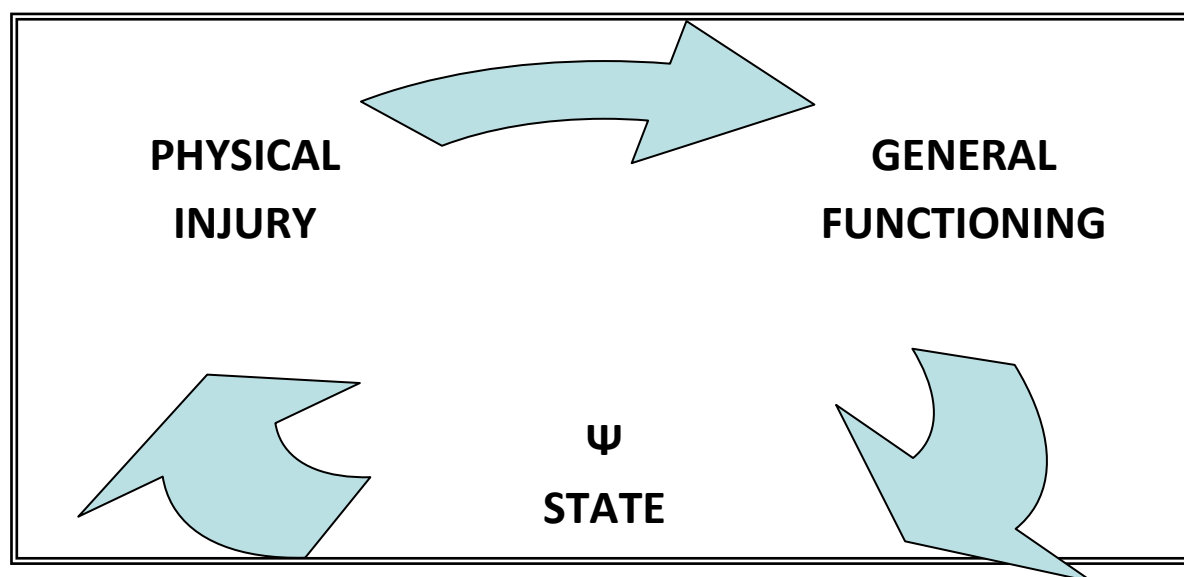 PHYSICAL
INJURY
GENERAL
FUNCTIONING
Ψ
STATE